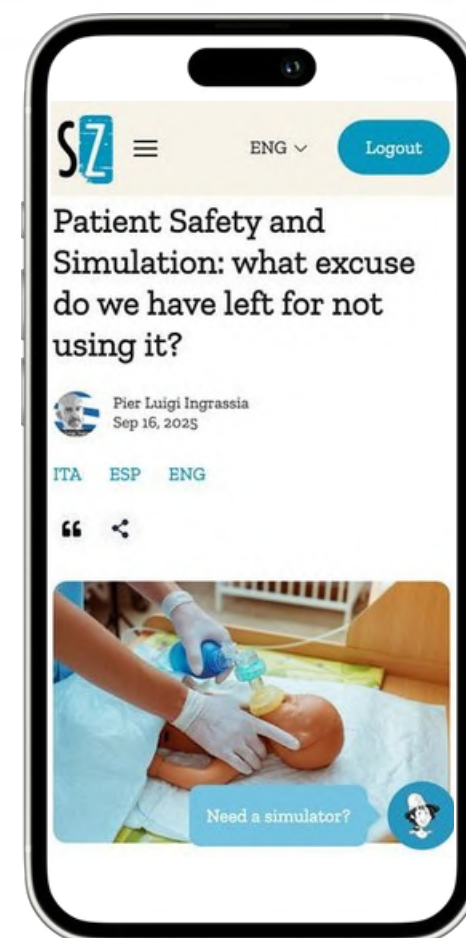 SZ
ENG
Logout
Patient Safety and
Simulation: what excuse
do we have left for not
using it?
Pier Luigi Ingrassia
Sep 16, 2025
ITA ESP ENG
Need a simulator?